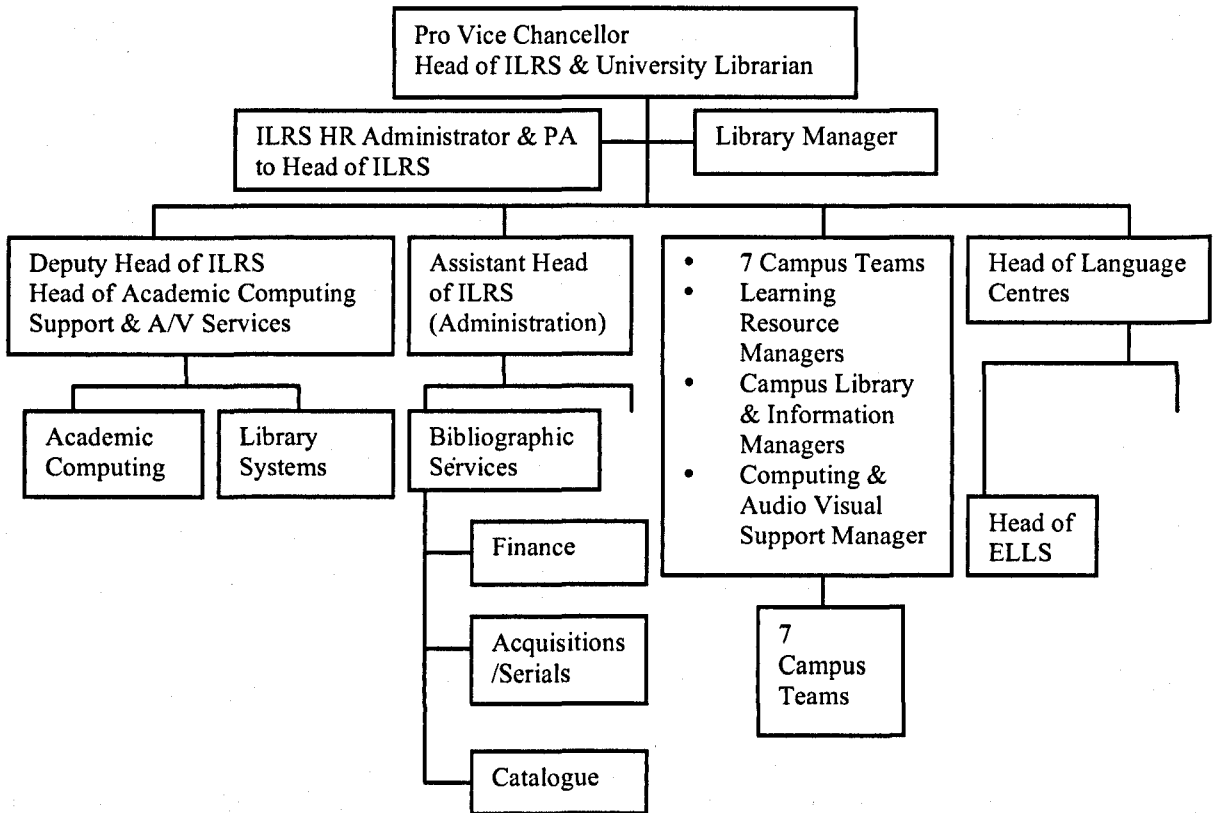 Pro Vice Chancellor
Head of ILRS & University Librarian
ILRS HR Administrator & PA
to Head of ILRS
Library Manager
Deputy Head of ILRS
Head of Academic Computing
Support & A/V Services
Assistant Head
of ILRS
(Administration)
• 7 Campus Teams
• Learning
Resource
Managers
• Campus Library
& Information
Managers
• Computing &
Audio Visual
Support Manager
Head of Language
Centres
Academic
Computing
Library
Systems
Bibliographic
Services
Head of
ELLS
Finance
Acquisitions
/Serials
Catalogue
7
Campus
Teams